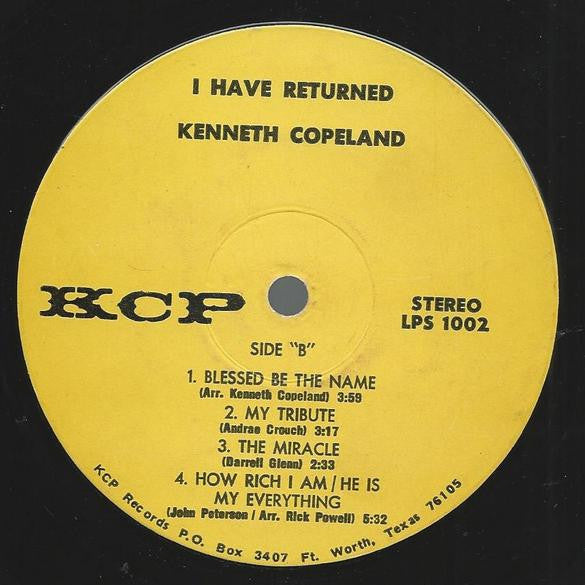 I HAVE RETURNED
KENNETH COPELAND
KCP
STEREO
LPS 1002
SIDE "B"
1. BLESSED BE THE NAME
(Arr. Kenneth Copeland) 3:59
2. MY TRIBUTE
(Andrae Crouch) 3:17
3. THE MIRACLE
(Darrell Glenn) 2:33
4. HOW RICH I AM/HE IS
MY EVERYTHING
(John Peterson/Arr. Rick Powell) 5:32
KCP Records P.O. Box 3407 Ft. Worth, Texas 76105